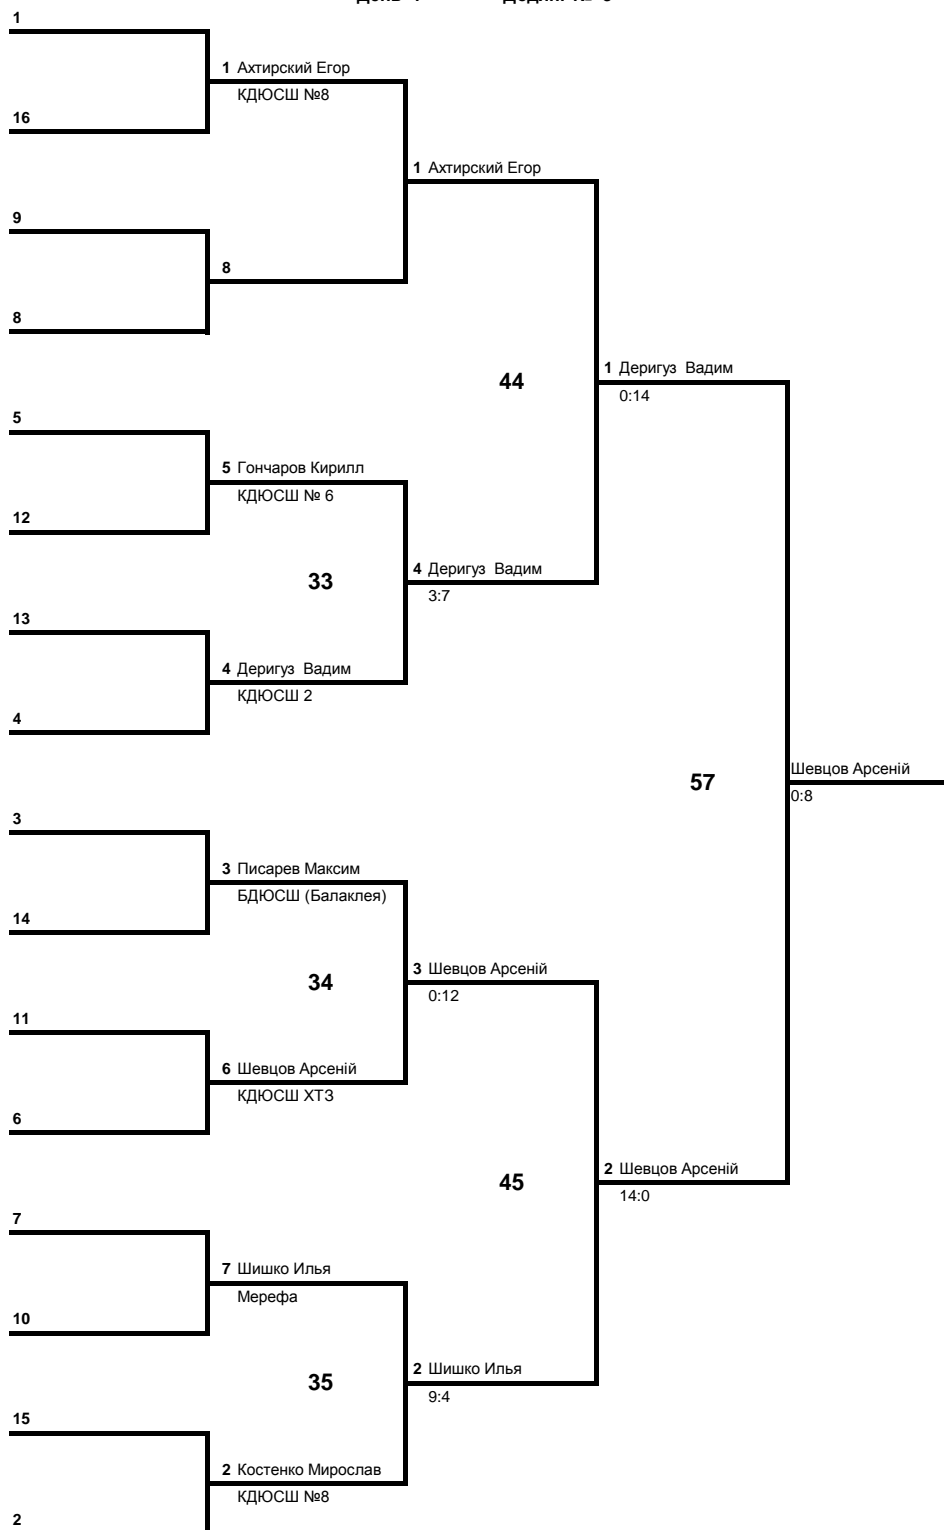 1
1 Ахтирский Егор
КДЮСШ №8
16
1 Ахтирский Егор
9
8
8
44
1 Деригуз Вадим
0:14
5
5 Гончаров Кирилл
КДЮСШ № 6
12
33
4 Деригуз Вадим
3:7
13
4 Деригуз Вадим
КДЮСШ 2
4
57
Шевцов Арсеній
0:8
3
3 Писарев Максим
БДЮСШ (Балаклея)
14
34
3 Шевцов Арсеній
0:12
11
6 Шевцов Арсеній
КДЮСШ ХТЗ
6
45
2 Шевцов Арсеній
14:0
7
7 Шишко Илья
Мерефа
10
35
2 Шишко Илья
9:4
15
2 Костенко Мирослав
КДЮСШ №8
2